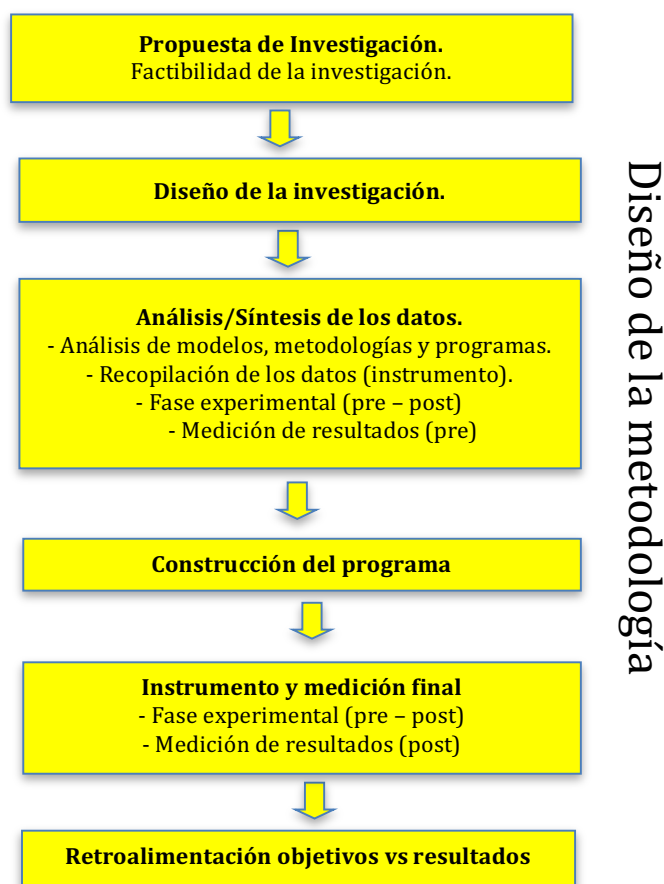 Propuesta de Investigación.
Factibilidad de la investigación.
Diseño de la investigación.
Análisis/Síntesis de los datos.
- Análisis de modelos, metodologías y programas.
- Recopilación de los datos (instrumento).
- Fase experimental (pre – post)
- Medición de resultados (pre)
Construcción del programa
Instrumento y medición final
- Fase experimental (pre – post)
- Medición de resultados (post)
Retroalimentación objetivos vs resultados
Diseño de la metodología